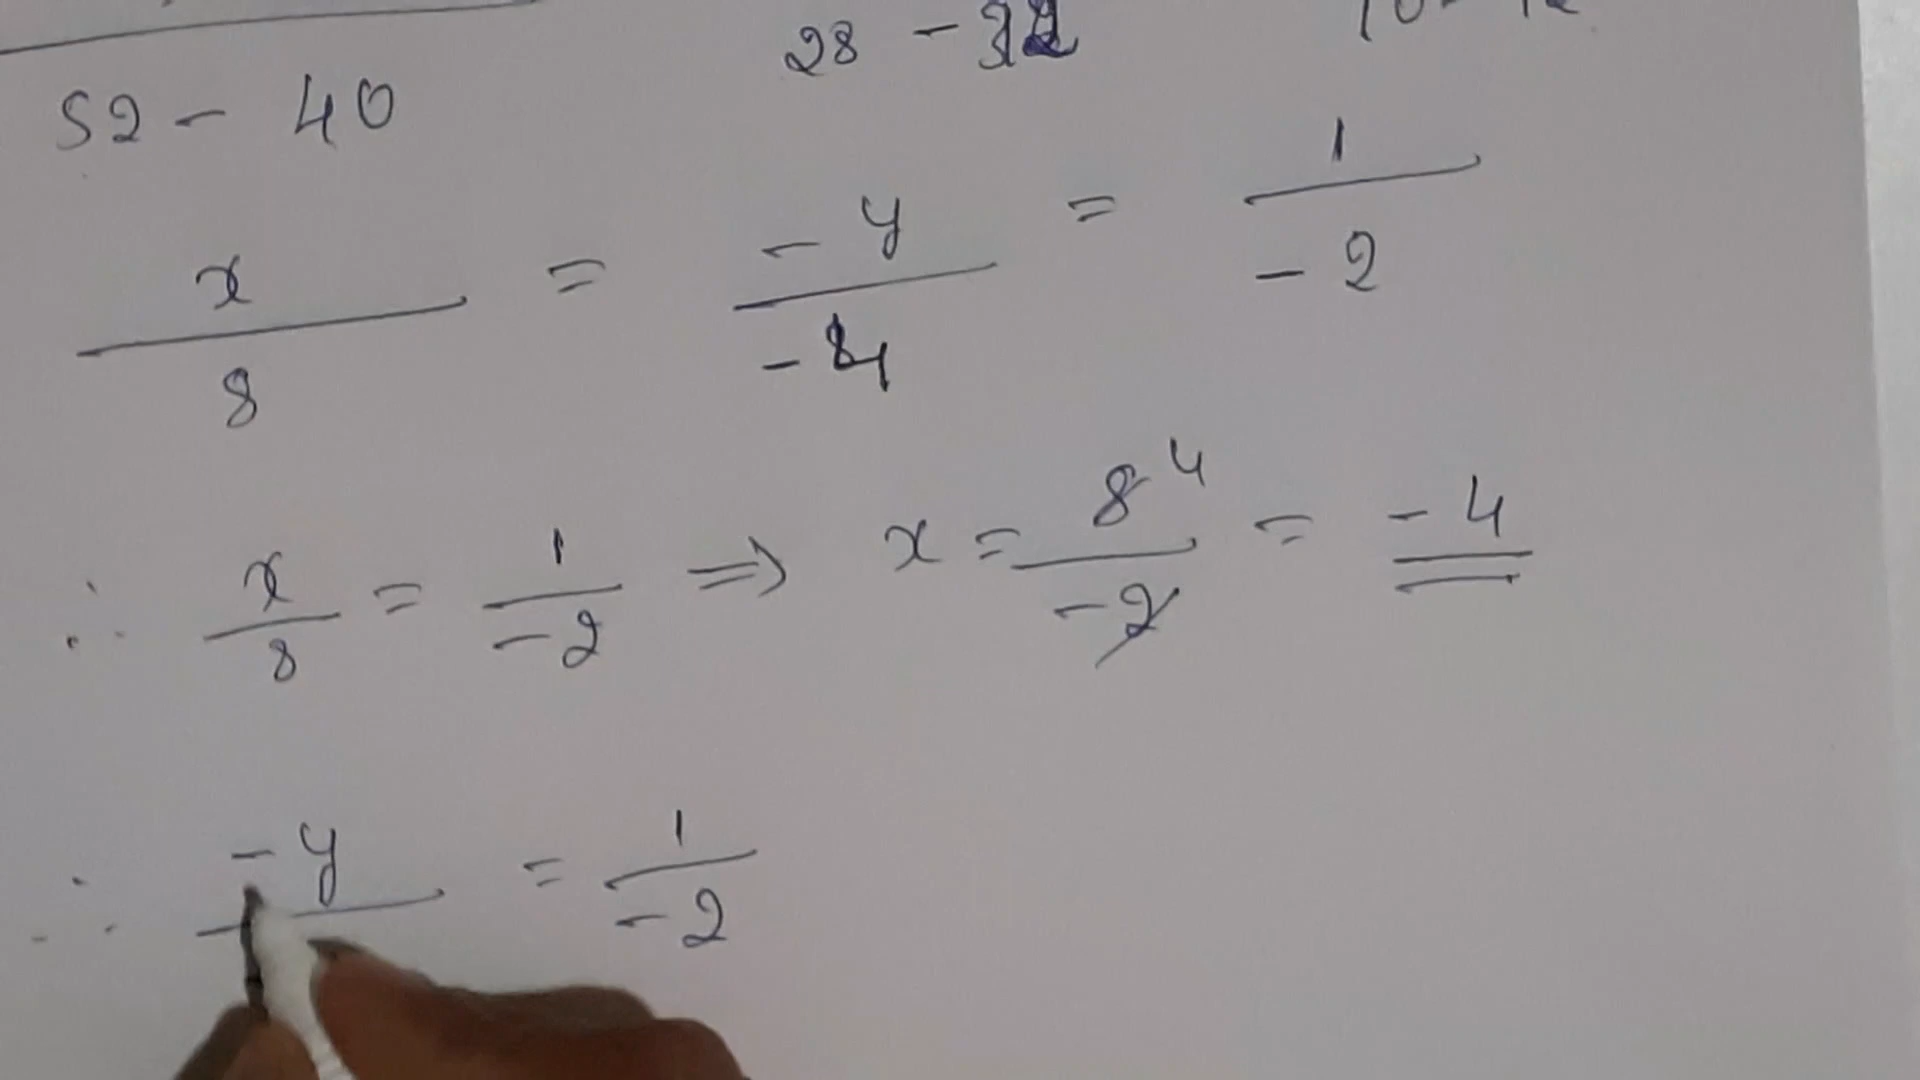 52 - 40 28 - 32
x/8 = -y/-4 = 1/-2
∴ x/8 = 1/-2 ⇒ x = 8 4/-2 = -4
∴ -y/ = 1/-2